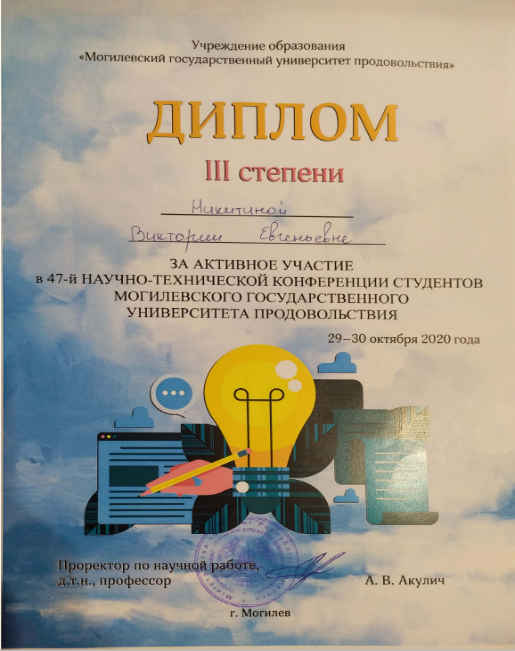 Учреждение образования
«Могилевский государственный университет продовольствия»
ДИПЛОМ
III степени
Никитиной
Виктории Евгеньевне
ЗА АКТИВНОЕ УЧАСТИЕ
в 47-й НАУЧНО-ТЕХНИЧЕСКОЙ КОНФЕРЕНЦИИ СТУДЕНТОВ
МОГИЛЕВСКОГО ГОСУДАРСТВЕННОГО
УНИВЕРСИТЕТА ПРОДОВОЛЬСТВИЯ
29–30 октября 2020 года
Проректор по научной работе,
д.т.н., профессор А. В. Акулич
г. Могилев